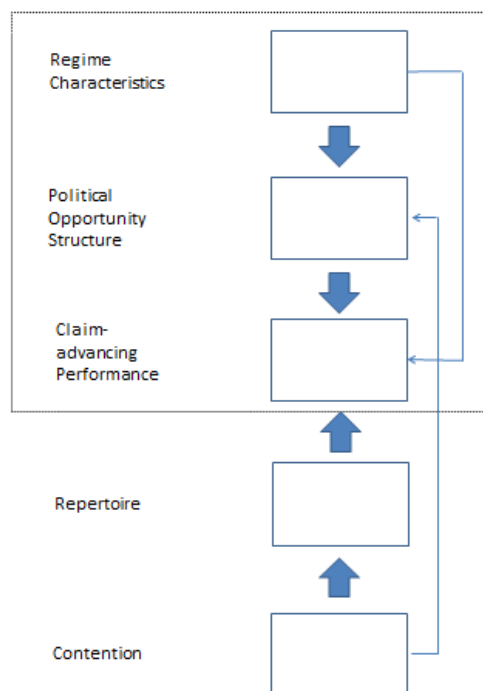 Regime
Characteristics
Political
Opportunity
Structure
Claim-
advancing
Performance
Repertoire
Contention